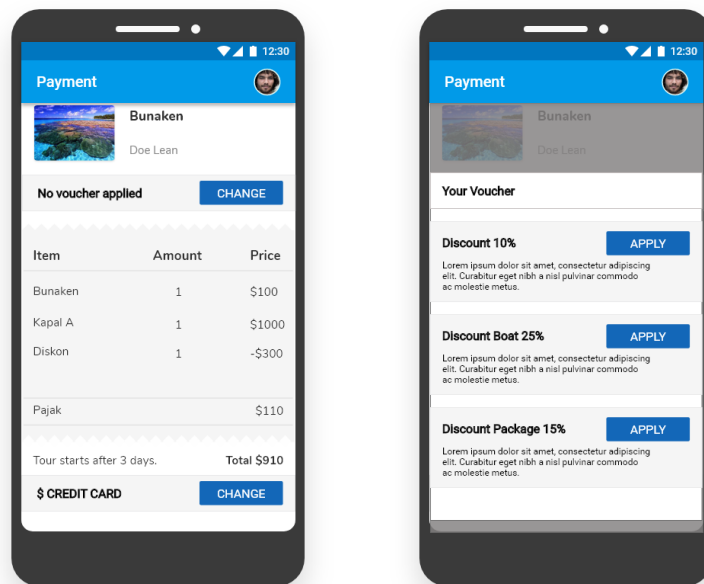 12:30
Payment
Bunaken
Doe Lean
No voucher applied CHANGE
Item Amount Price
Bunaken 1 $100
Kapal A 1 $1000
Diskon 1 -$300
Pajak $110
Tour starts after 3 days. Total $910
$ CREDIT CARD CHANGE
12:30
Payment
Bunaken
Doe Lean
Your Voucher
Discount 10% APPLY
Lorem ipsum dolor sit amet, consectetur adipiscing
elit. Curabitur eget nibh a nisl pulvinar commodo
ac molestie metus.
Discount Boat 25% APPLY
Lorem ipsum dolor sit amet, consectetur adipiscing
elit. Curabitur eget nibh a nisl pulvinar commodo
ac molestie metus.
Discount Package 15% APPLY
Lorem ipsum dolor sit amet, consectetur adipiscing
elit. Curabitur eget nibh a nisl pulvinar commodo
ac molestie metus.